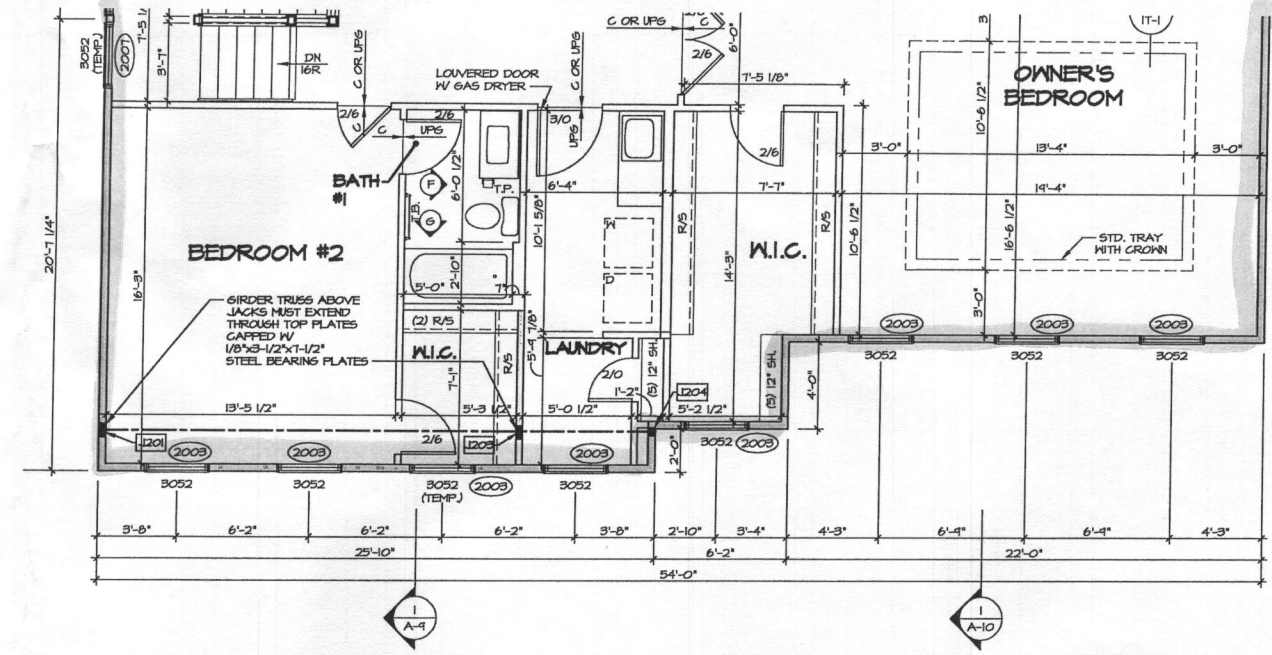 3052
(TEMP.)
2007
3'-7"
DN
16R
C OR UPG
LOUVERED DOOR
W/ GAS DRYER
C OR UPG
C OR UPG
C
6'-0"
2/6
7'-5 1/8"
3
1T-1
OWNER'S
BEDROOM
10'-6 1/2"
2/6
C
C
UPG
2/6
3/0
UPG
2/6
3'-0"
13'-4"
3'-0"
BATH
#1
F
G
T.B.
6'-0 1/2"
T.P.
6'-4"
7'-7"
19'-4"
20'-7 1/4"
BEDROOM #2
10'-1 5/8"
W
D
R/S
R/S
W.I.C.
14'-3"
10'-6 1/2"
16'-6 1/2"
STD. TRAY
WITH CROWN
16'-3"
2'-10"
5'-0"
7"
3'-0"
GIRDER TRUSS ABOVE
JACKS MUST EXTEND
THROUGH TOP PLATES
CAPPED W/
1/8"x3-1/2"x7-1/2"
STEEL BEARING PLATES
(2) R/S
W.I.C.
R/S
7'-1"
5'-4 7/8"
LAUNDRY
2/0
1'-2"
(5) 12" SH.
(5) 12" SH.
J204
4'-0"
2003
2003
2003
3052
3052
3052
13'-5 1/2"
5'-3 1/2"
5'-0 1/2"
5'-2 1/2"
J201
2003
2003
2/6
J203
2003
2'-0"
3052
2003
3052
3052
3052
(TEMP.)
2003
3052
3'-8"
6'-2"
6'-2"
6'-2"
3'-8"
2'-10"
3'-4"
4'-3"
6'-9"
6'-9"
4'-3"
25'-10"
6'-2"
22'-0"
54'-0"
1
A-9
1
A-10